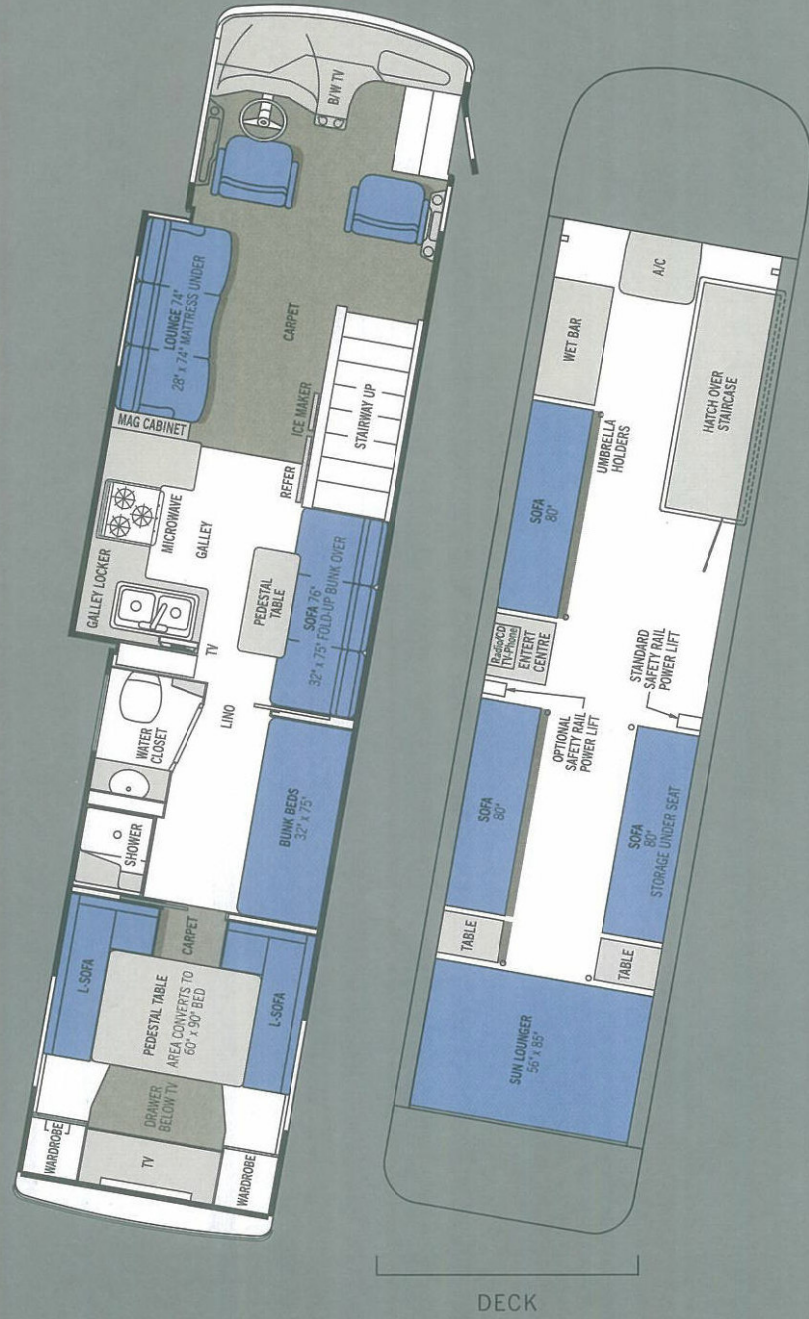 B/W TV
LOUNGE 74"
28" x 74" MATTRESS UNDER
CARPET
MAG CABINET
ICE MAKER
STAIRWAY UP
REFER
MICROWAVE
GALLEY LOCKER
GALLEY
PEDESTAL
TABLE
SOFA 76"
32" x 75" FOLD-UP BUNK OVER
TV
LINO
WATER
CLOSET
BUNK BEDS
32" x 75"
SHOWER
L-SOFA
CARPET
PEDESTAL TABLE
AREA CONVERTS TO
60" x 90" BED
L-SOFA
DRAWER
BELOW TV
WARDROBE
TV
WARDROBE
A/C
WET BAR
HATCH OVER
STAIRCASE
UMBRELLA
HOLDERS
SOFA
80"
Radio/CD
TV-Phone
ENTERT
CENTRE
OPTIONAL
SAFETY RAIL
POWER LIFT
STANDARD
SAFETY RAIL
POWER LIFT
SOFA
80"
SOFA
80"
STORAGE UNDER SEAT
TABLE
TABLE
SUN LOUNGER
56" x 85"
DECK